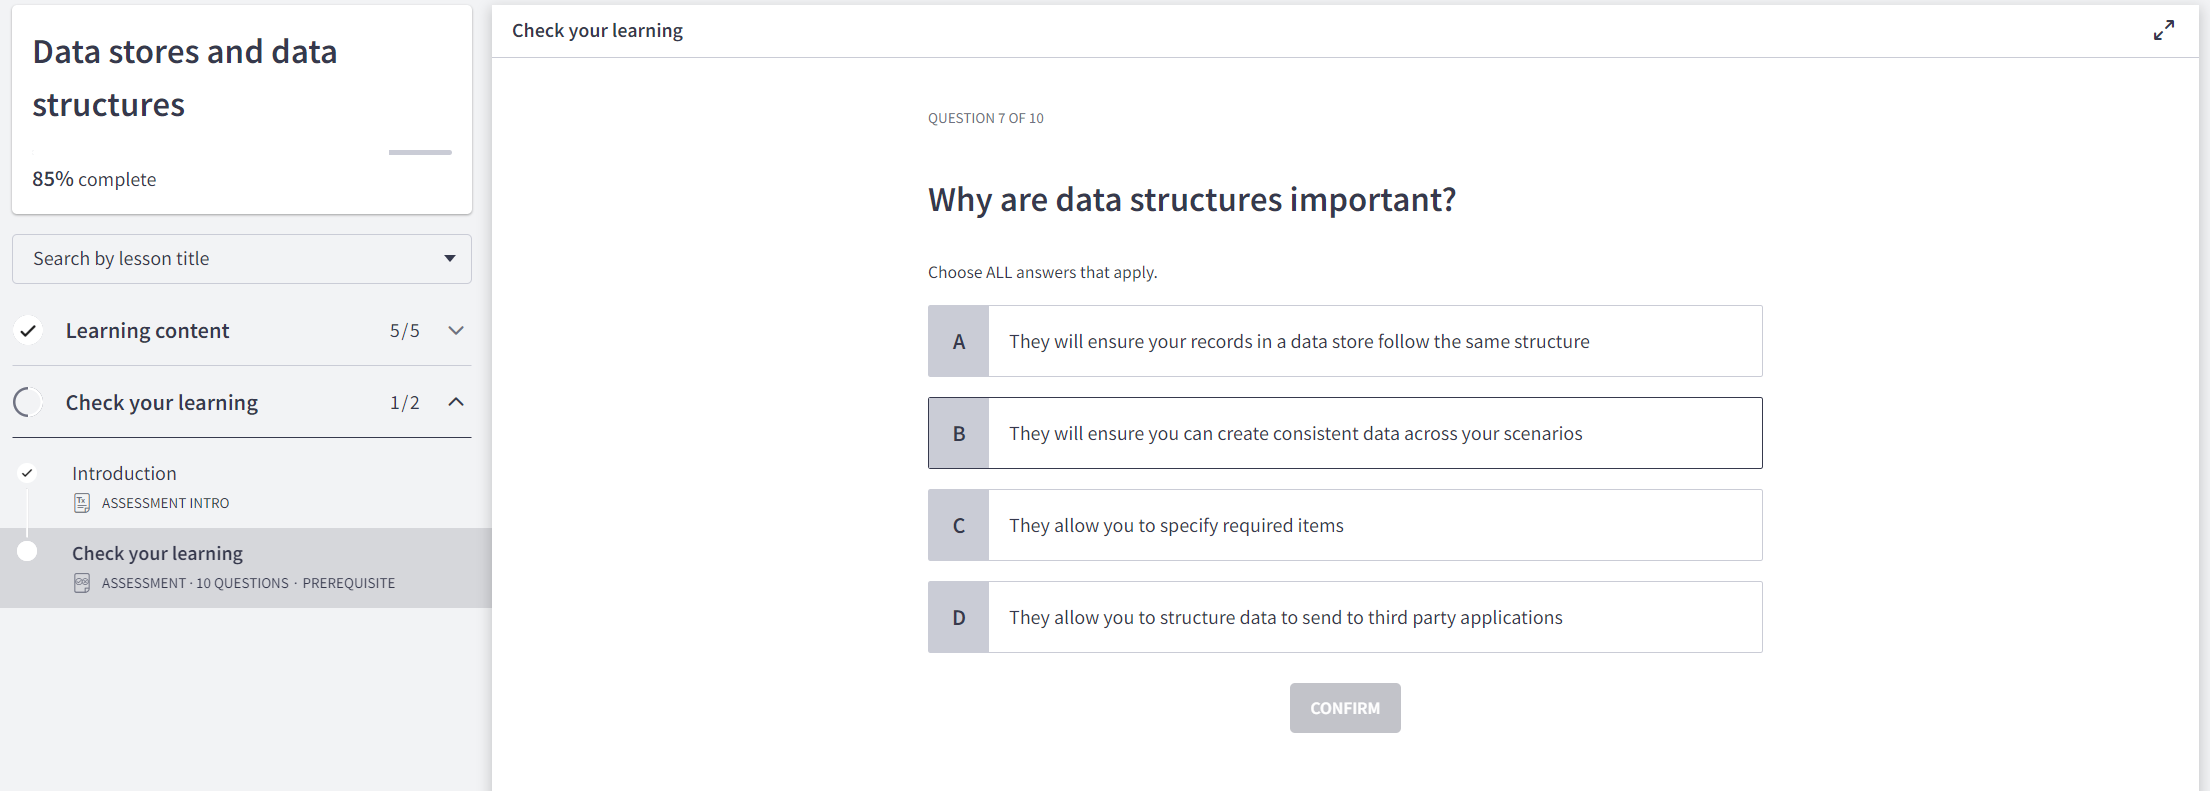 Data stores and data
structures
85% complete
Search by lesson title
Learning content 5/5
Check your learning 1/2
Introduction
ASSESSMENT INTRO
Check your learning
ASSESSMENT · 10 QUESTIONS · PREREQUISITE
Check your learning
QUESTION 7 OF 10
Why are data structures important?
Choose ALL answers that apply.
A They will ensure your records in a data store follow the same structure
B They will ensure you can create consistent data across your scenarios
C They allow you to specify required items
D They allow you to structure data to send to third party applications
CONFIRM